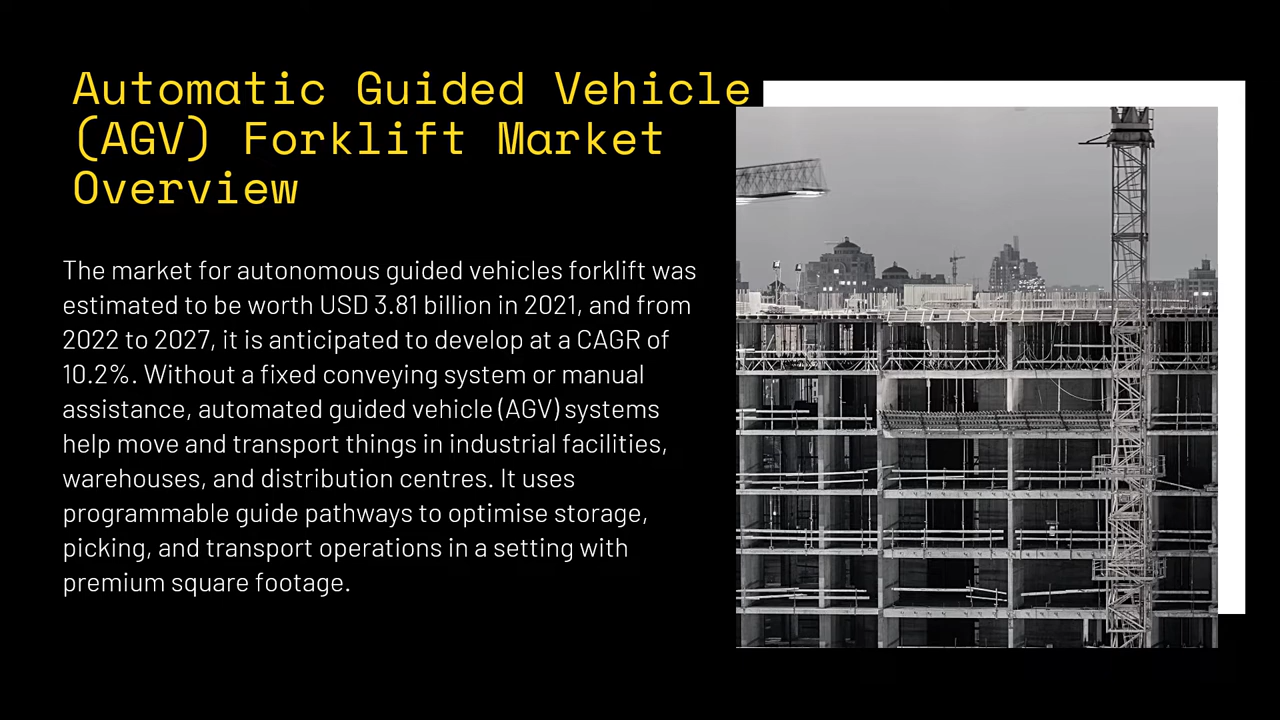 Automatic Guided Vehicle
(AGV) Forklift Market
Overview
The market for autonomous guided vehicles forklift was
estimated to be worth USD 3.81 billion in 2021, and from
2022 to 2027, it is anticipated to develop at a CAGR of
10.2%. Without a fixed conveying system or manual
assistance, automated guided vehicle (AGV) systems
help move and transport things in industrial facilities,
warehouses, and distribution centres. It uses
programmable guide pathways to optimise storage,
picking, and transport operations in a setting with
premium square footage.